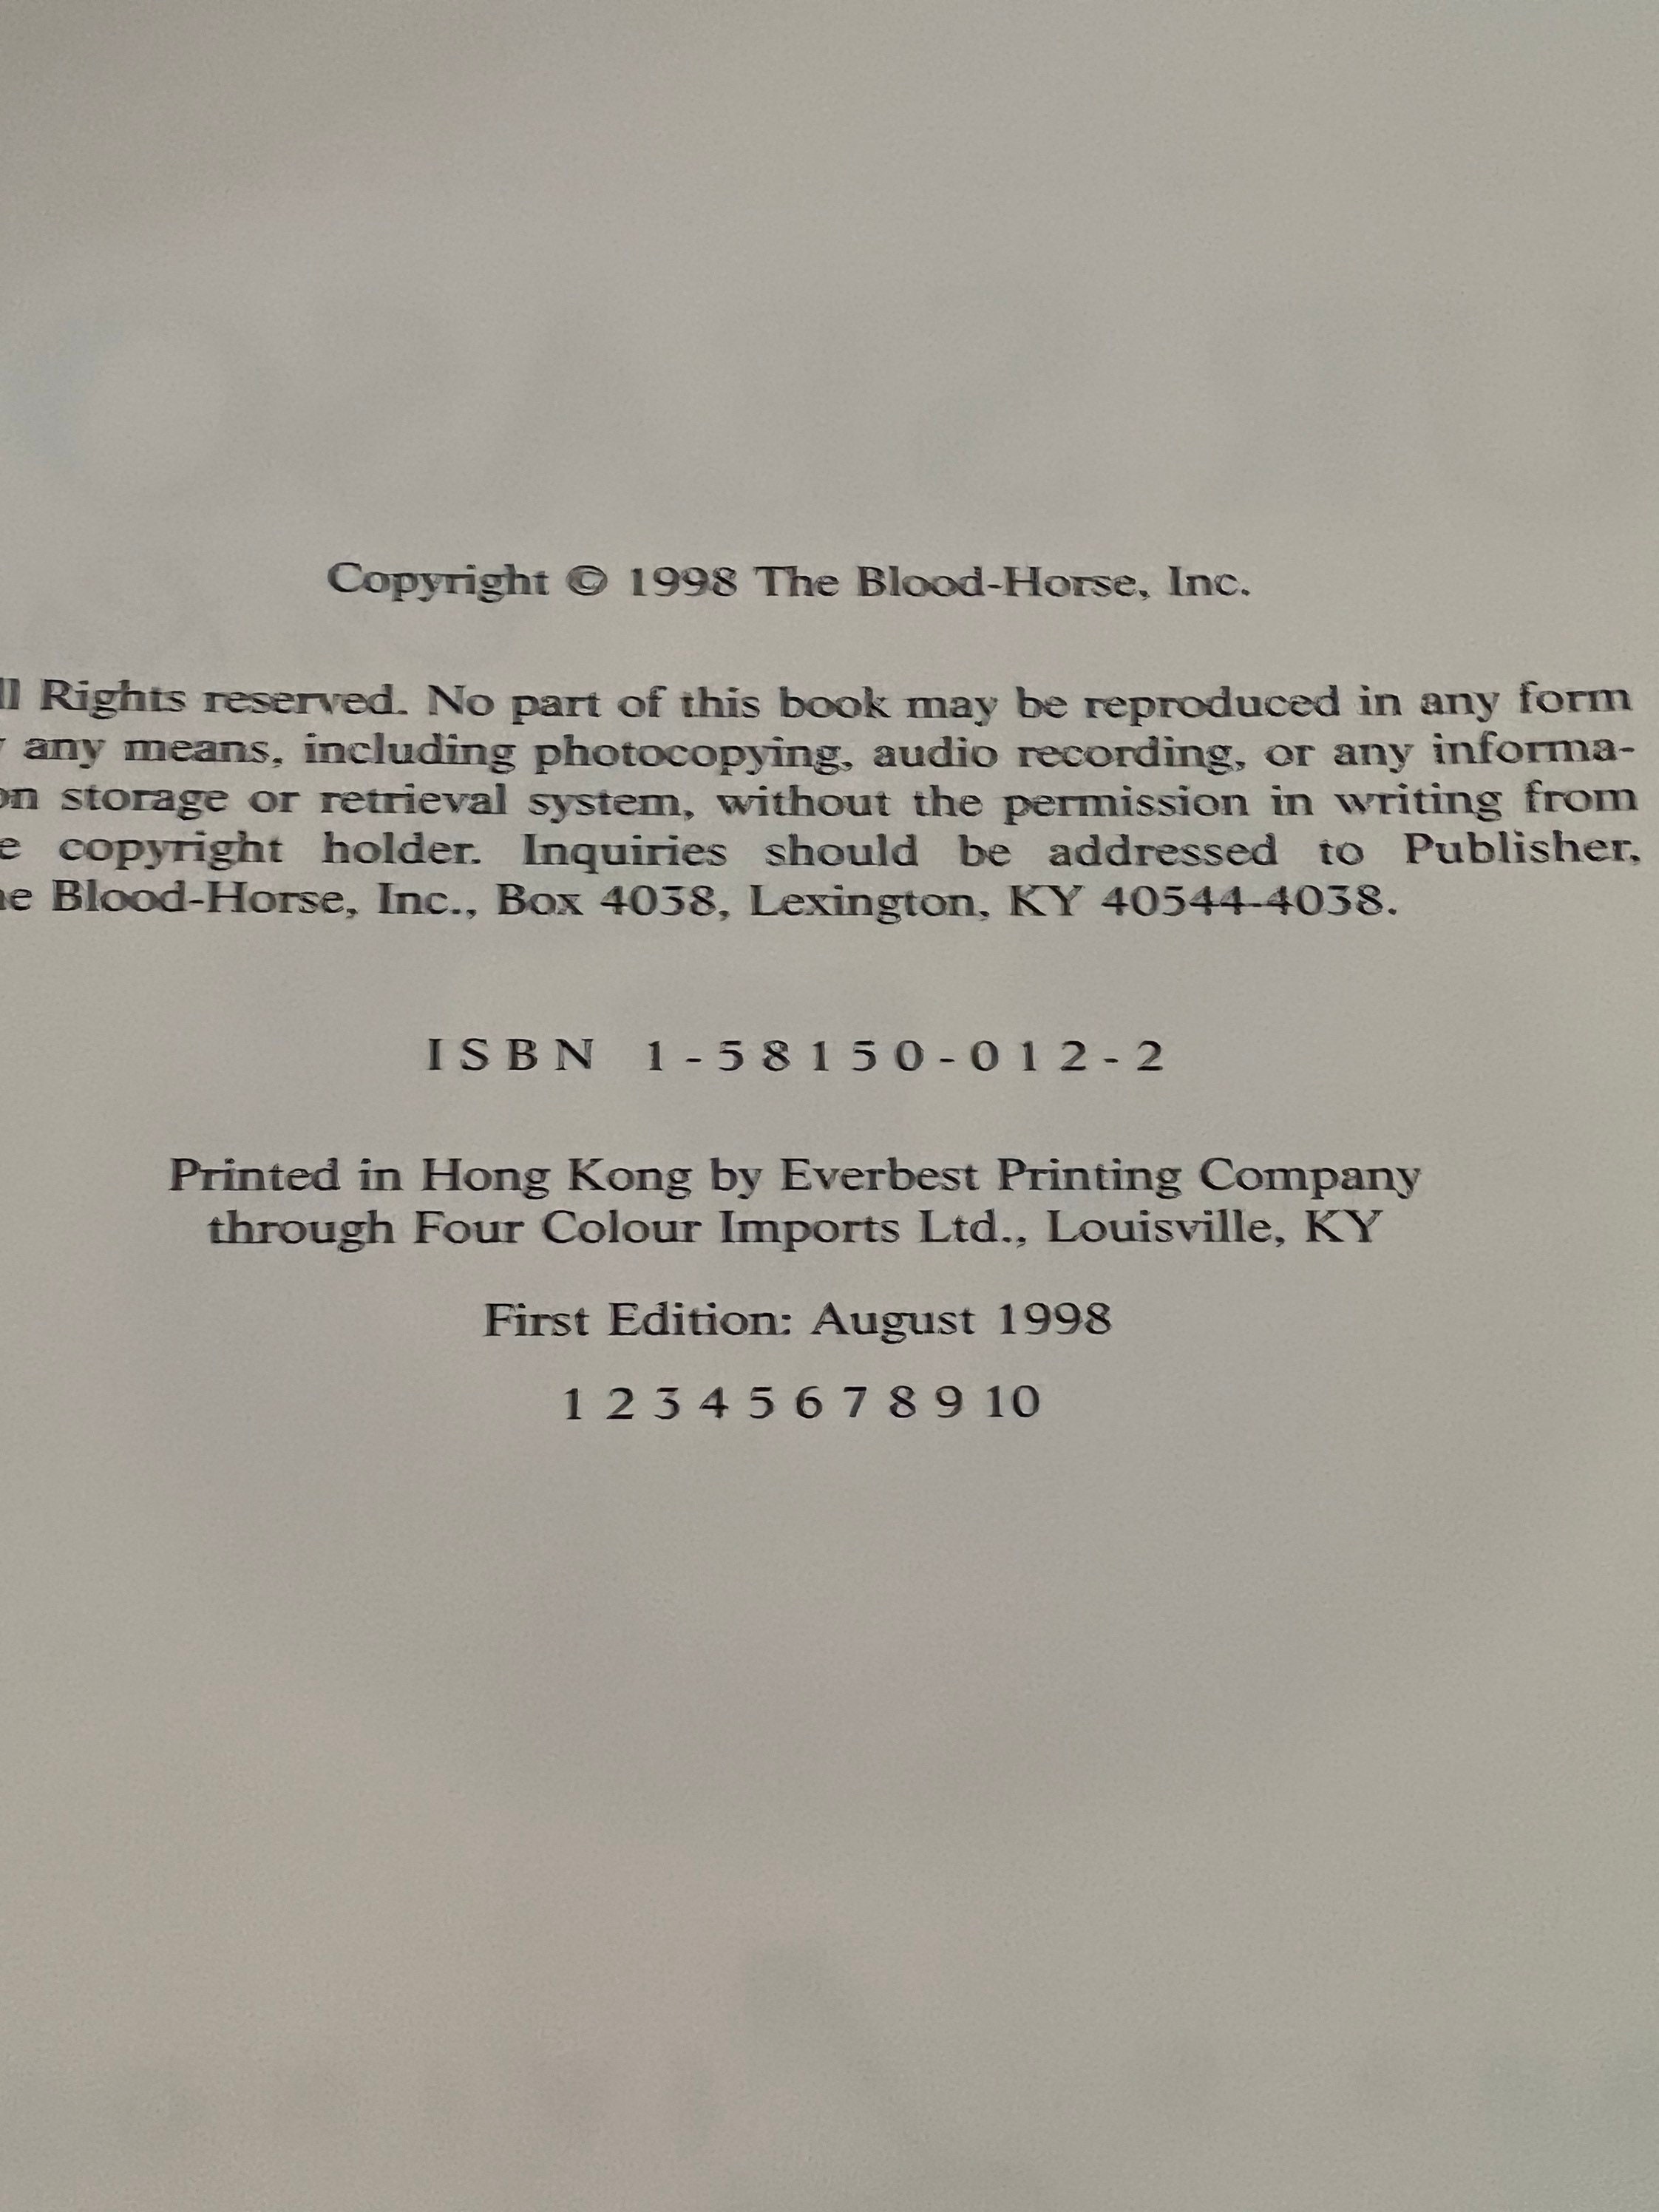 Copyright © 1998 The Blood-Horse, Inc.
ll Rights reserved. No part of this book may be reproduced in any form
any means, including photocopying, audio recording, or any informa-
on storage or retrieval system, without the permission in writing from
e copyright holder. Inquiries should be addressed to Publisher,
he Blood-Horse, Inc., Box 4038, Lexington, KY 40544-4038.
ISBN 1-58150-012-2
Printed in Hong Kong by Everbest Printing Company
through Four Colour Imports Ltd., Louisville, KY
First Edition: August 1998
1 2 3 4 5 6 7 8 9 10